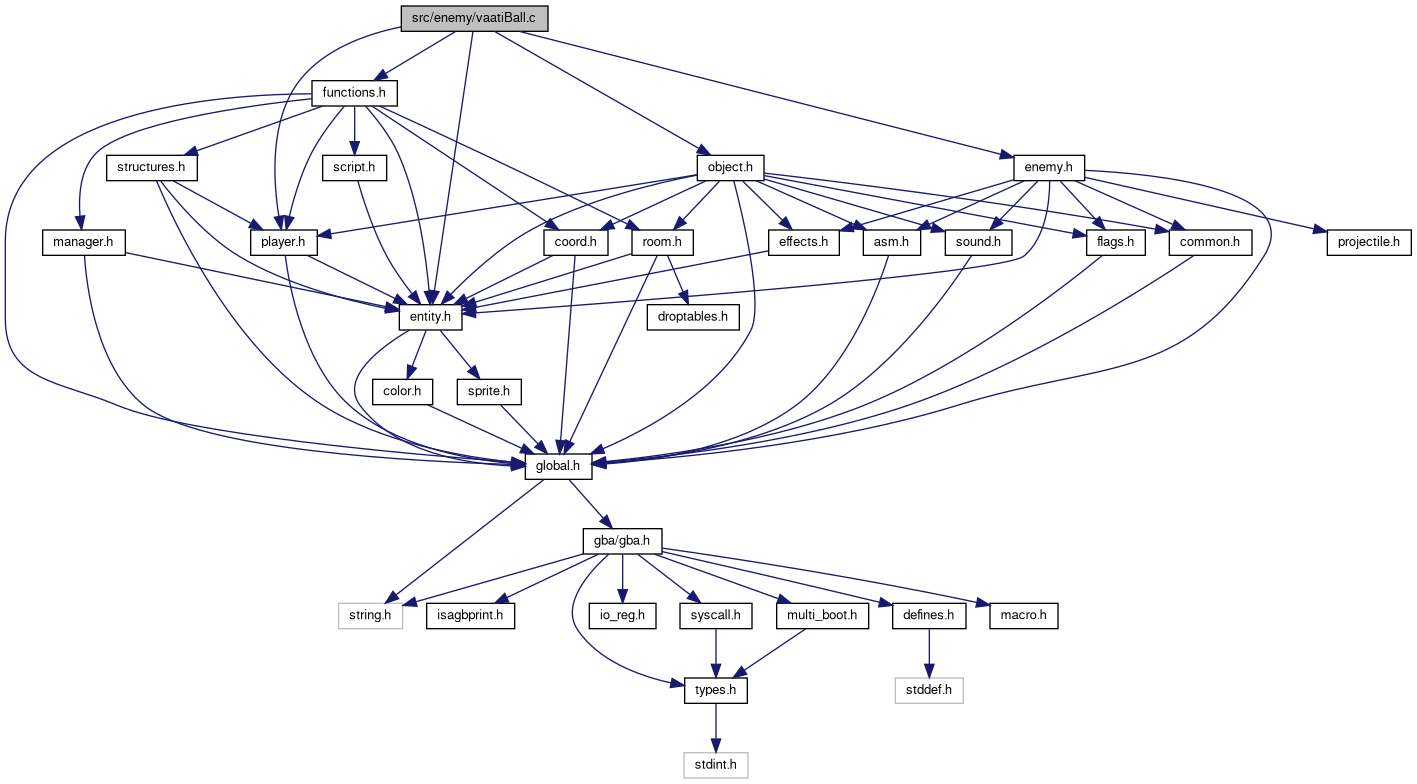 src/enemy/vaatiBall.c
functions.h
structures.h
script.h
object.h
enemy.h
manager.h
player.h
coord.h
room.h
effects.h
asm.h
sound.h
flags.h
common.h
projectile.h
entity.h
droptables.h
color.h
sprite.h
global.h
gba/gba.h
string.h
isagbprint.h
io_reg.h
syscall.h
multi_boot.h
defines.h
macro.h
types.h
stddef.h
stdint.h